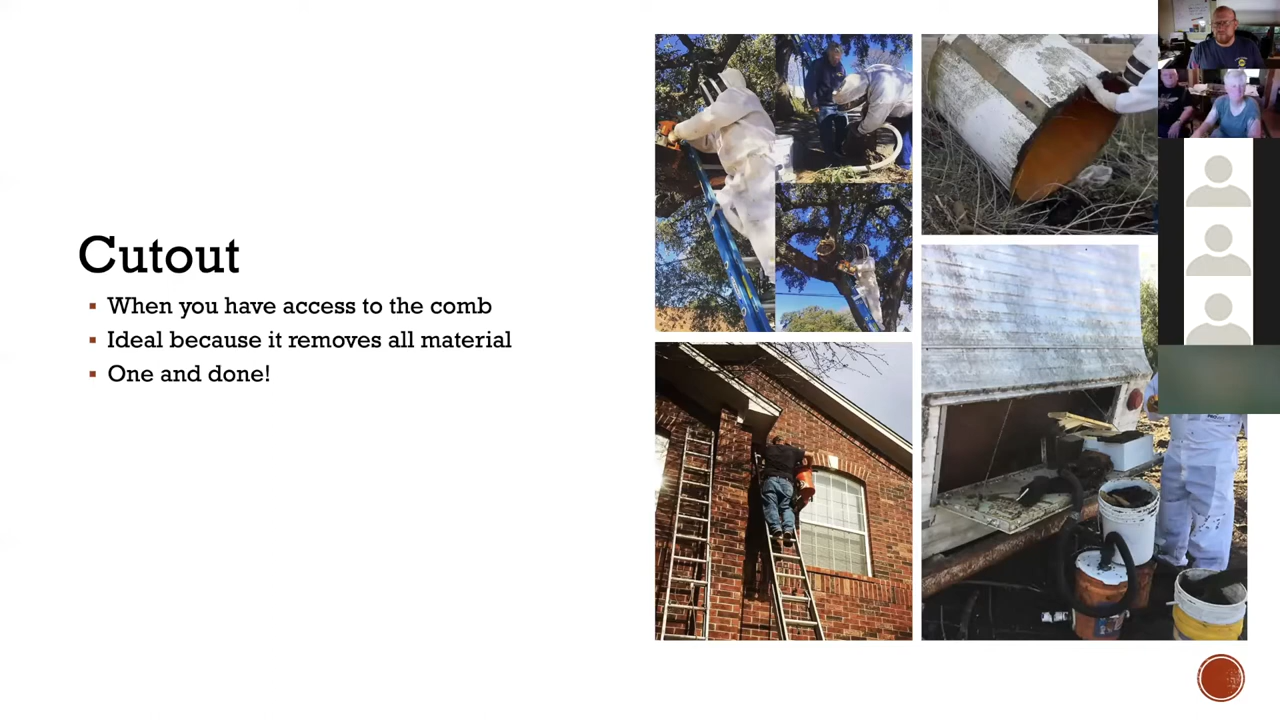 Cutout
When you have access to the comb
Ideal because it removes all material
One and done!